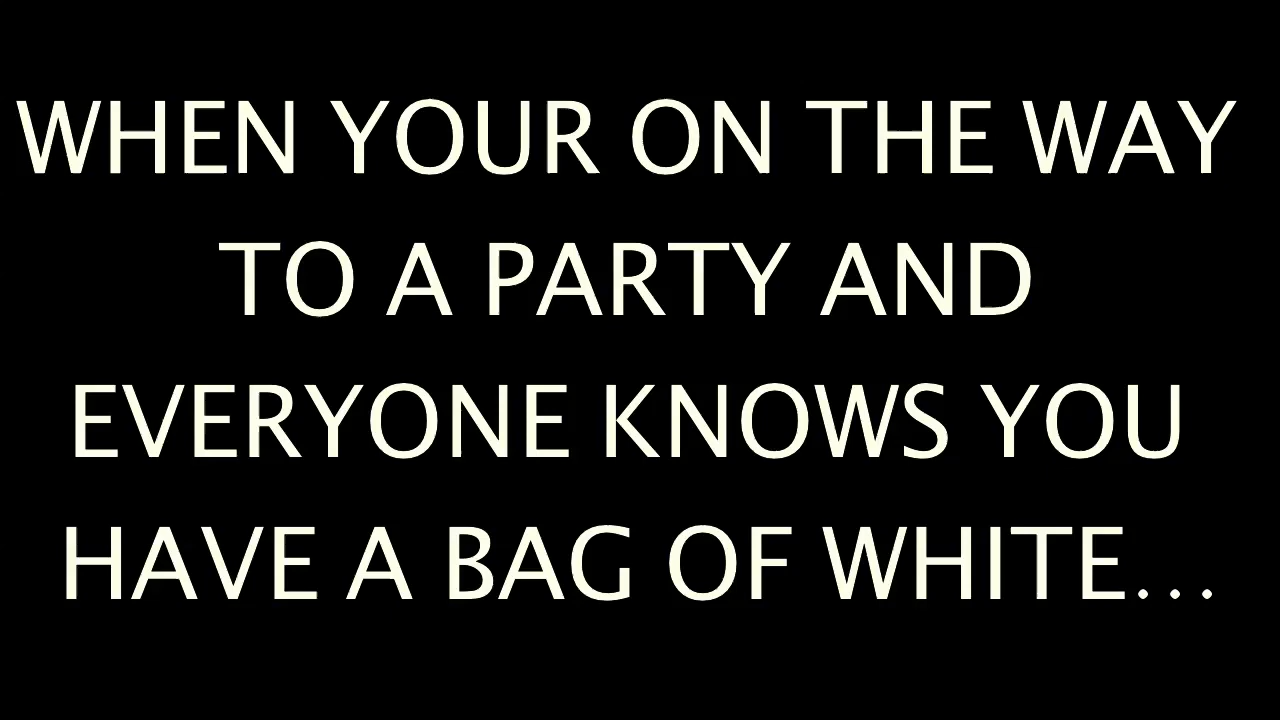 WHEN YOUR ON THE WAY
TO A PARTY AND
EVERYONE KNOWS YOU
HAVE A BAG OF WHITE...